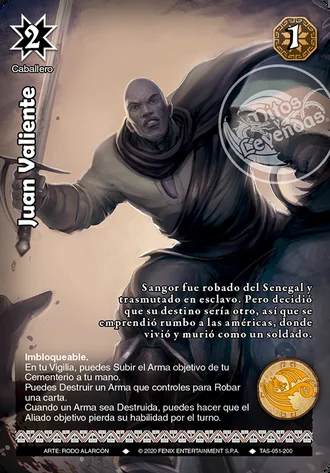 2
1
Caballero
Juan Valiente
Mitos
y
Leyendas
Sangor fue robado del Senegal y
trasmutado en esclavo. Pero decidió
que su destino sería otro, así que se
emprendió rumbo a las américas, donde
vivió y murió como un soldado.
Imbloqueable.
En tu Vigilia, puedes Subir el Arma objetivo de tu
Cementerio a tu mano.
Puedes Destruir un Arma que controles para Robar
una carta.
Cuando un Arma sea Destruida, puedes hacer que el
Aliado objetivo pierda su habilidad por el turno.
ARTE: RODO ALARCÓN
© 2020 FENIX ENTERTAINMENT S.P.A.
TAS-051-200